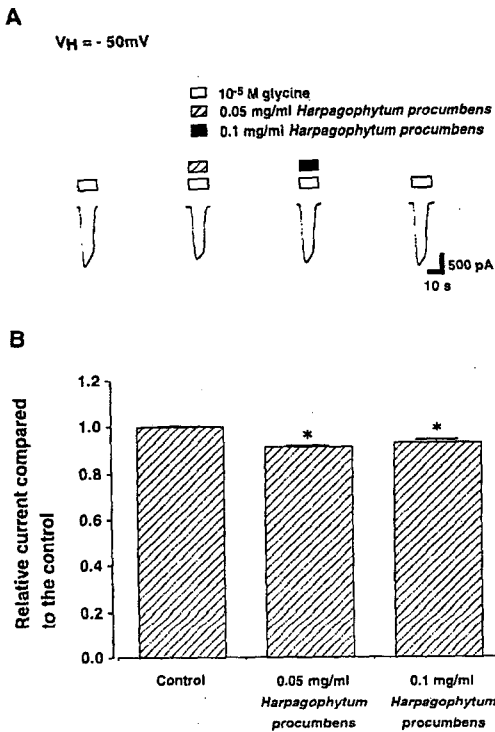 A
VH = - 50mV
10-5 M glycine
0.05 mg/ml Harpagophytum procumbens
0.1 mg/ml Harpagophytum procumbens
500 pA
10 s
B
Relative current compared
to the control
1.2
1.0
0.8
0.6
0.4
0.2
0.0
*
*
Control
0.05 mg/ml
Harpagophytum
procumbens
0.1 mg/ml
Harpagophytum
procumbens